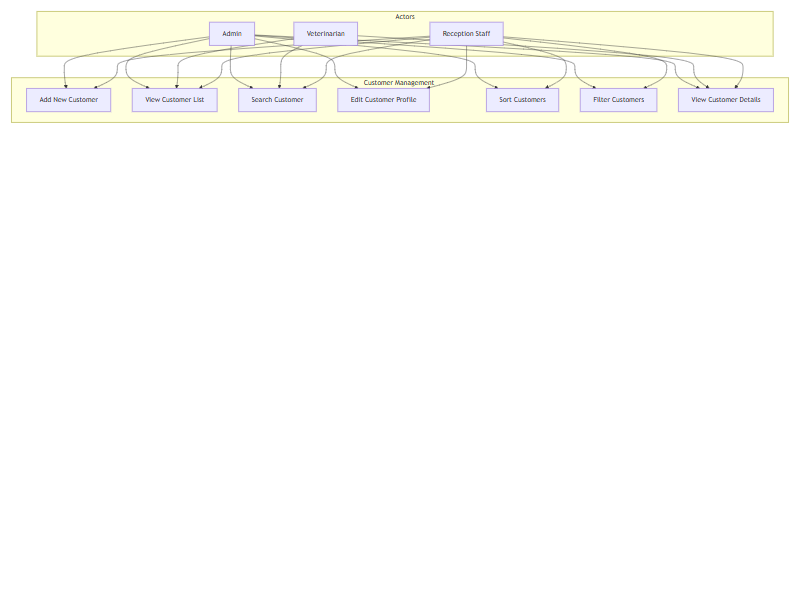 Actors
Admin
Veterinarian
Reception Staff
Customer Management
Add New Customer
View Customer List
Search Customer
Edit Customer Profile
Sort Customers
Filter Customers
View Customer Details